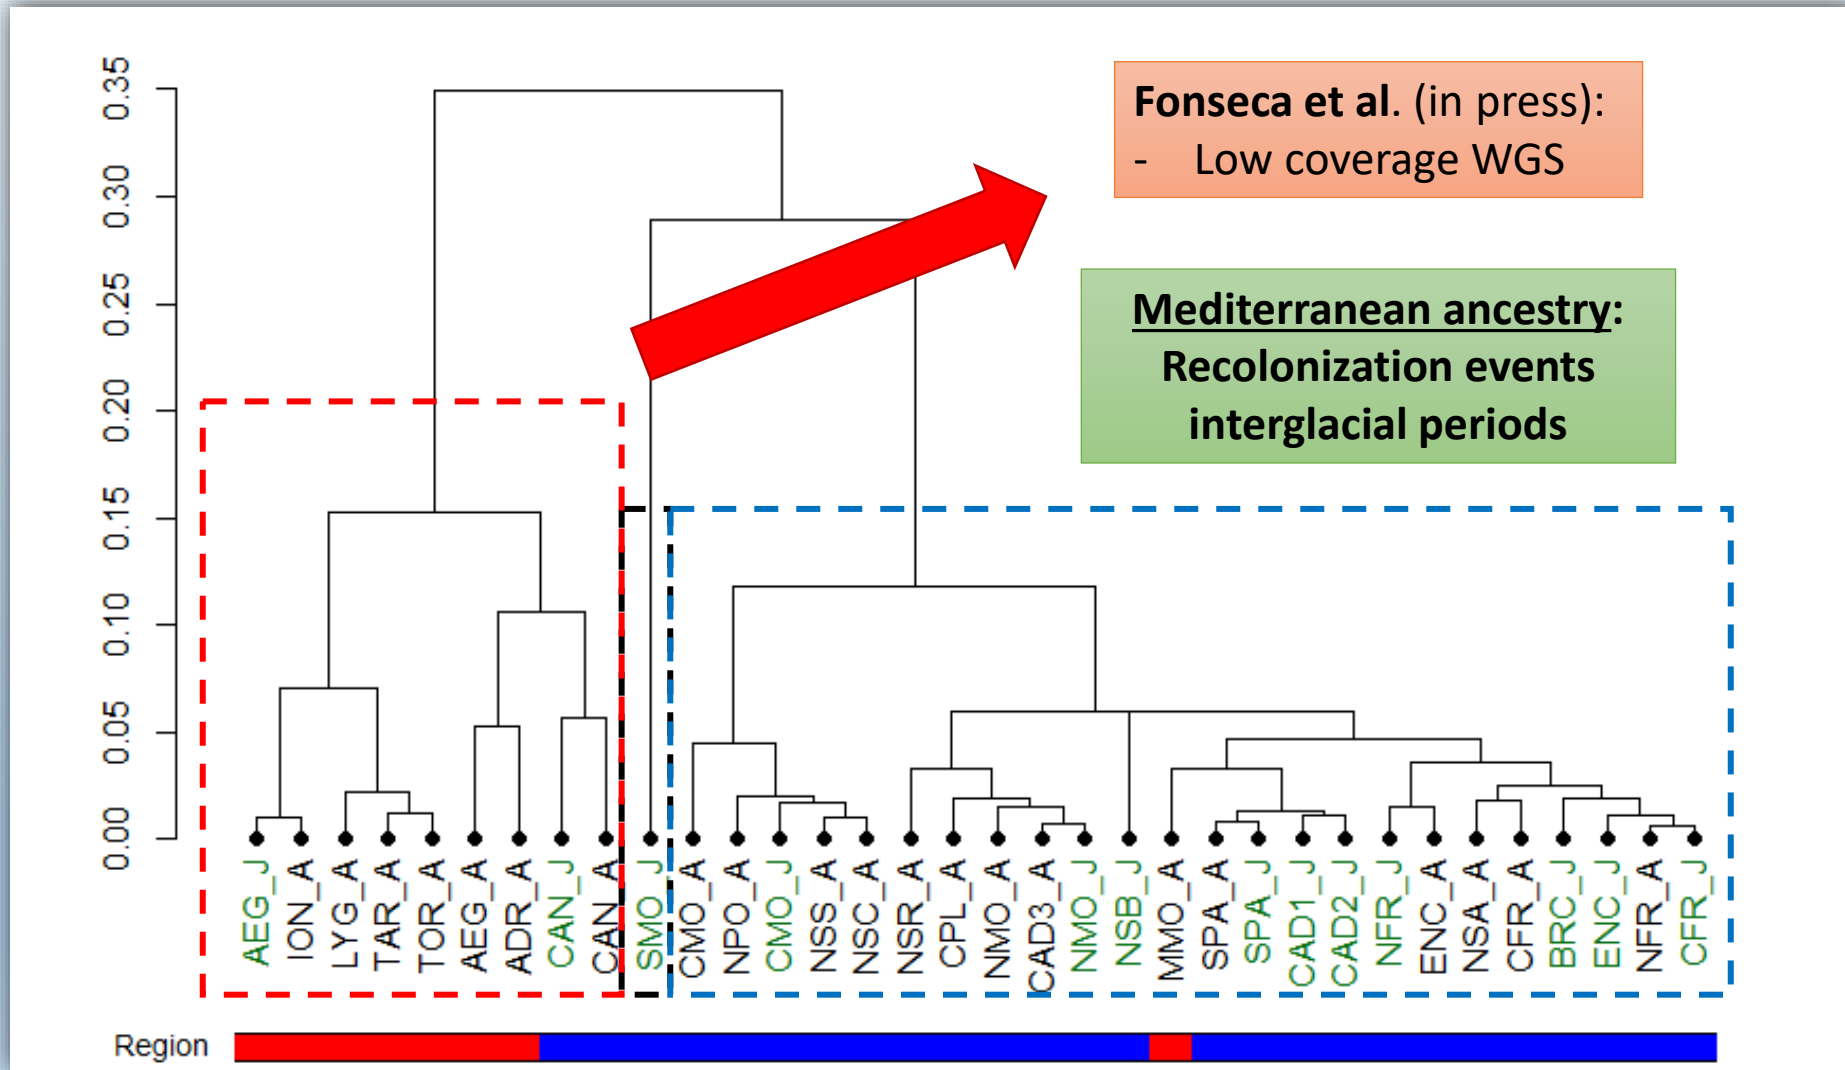 0.35
0.30
0.25
0.20
0.15
0.10
0.05
0.00
Fonseca et al. (in press):
- Low coverage WGS
Mediterranean ancestry:
Recolonization events
interglacial periods
AEG_J
ION_A
LYG_A
TAR_A
TOR_A
AEG_A
ADR_A
CAN_J
CAN_A
SMO_J
CMO_A
NPO_A
CMO_J
NSS_A
NSC_A
NSR_A
CPL_A
NMO_A
CAD3_A
NMO_J
NSB_J
MMO_A
SPA_A
SPA_J
CAD1_J
CAD2_J
NFR_J
ENC_A
NSA_A
CFR_A
BRC_J
ENC_J
NFR_A
CFR_J
Region